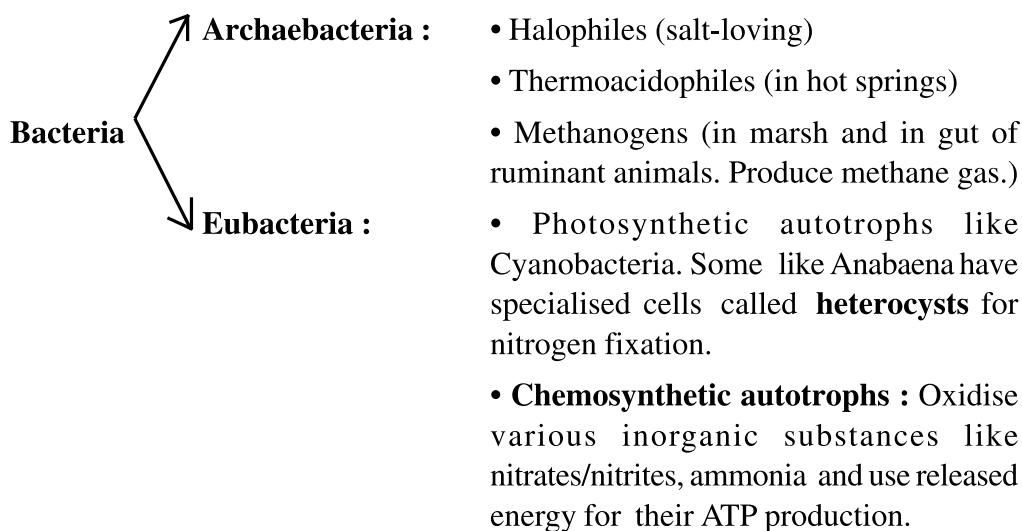 Archaebacteria : • Halophiles (salt-loving)
• Thermoacidophiles (in hot springs)
Bacteria
• Methanogens (in marsh and in gut of
ruminant animals. Produce methane gas.)
Eubacteria : • Photosynthetic autotrophs like
Cyanobacteria. Some like Anabaena have
specialised cells called heterocysts for
nitrogen fixation.
• Chemosynthetic autotrophs : Oxidise
various inorganic substances like
nitrates/nitrites, ammonia and use released
energy for their ATP production.